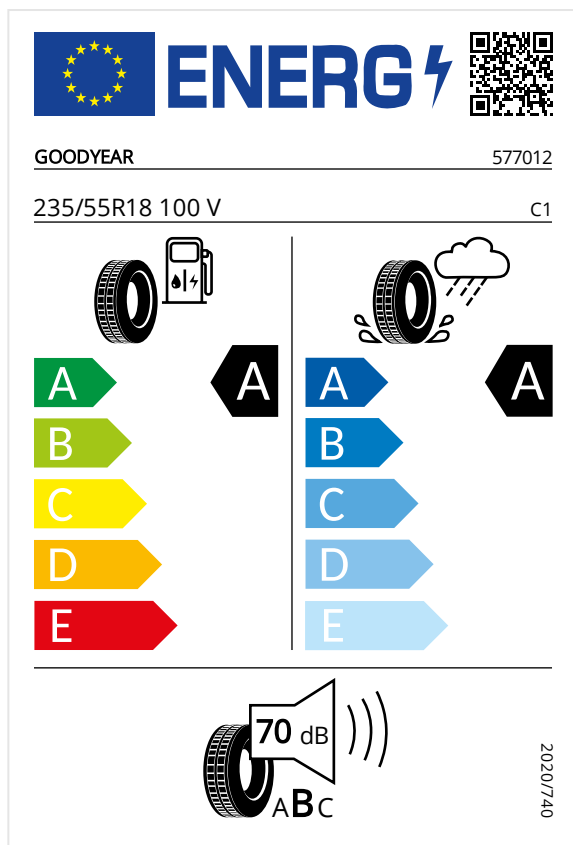 ENERG
GOODYEAR 577012
235/55R18 100 V C1
A A A A
B B
C C
D D
E E
70 dB
ABC
2020/740